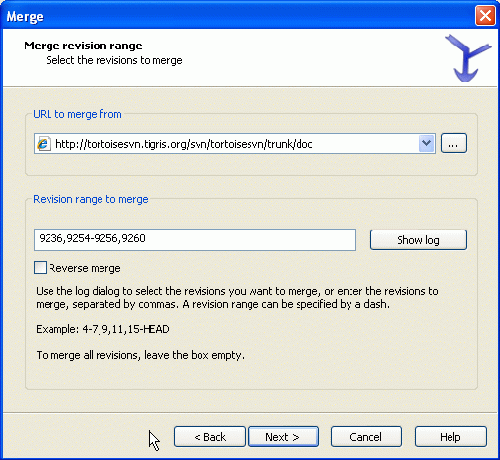 Merge
Merge revision range
Select the revisions to merge
URL to merge from
http://tortoisesvn.tigris.org/svn/tortoisesvn/trunk/doc
...
Revision range to merge
9236,9254-9256,9260
Show log
Reverse merge
Use the log dialog to select the revisions you want to merge, or enter the revisions to
merge, separated by commas. A revision range can be specified by a dash.
Example: 4-7,9,11,15-HEAD
To merge all revisions, leave the box empty.
< Back
Next >
Cancel
Help